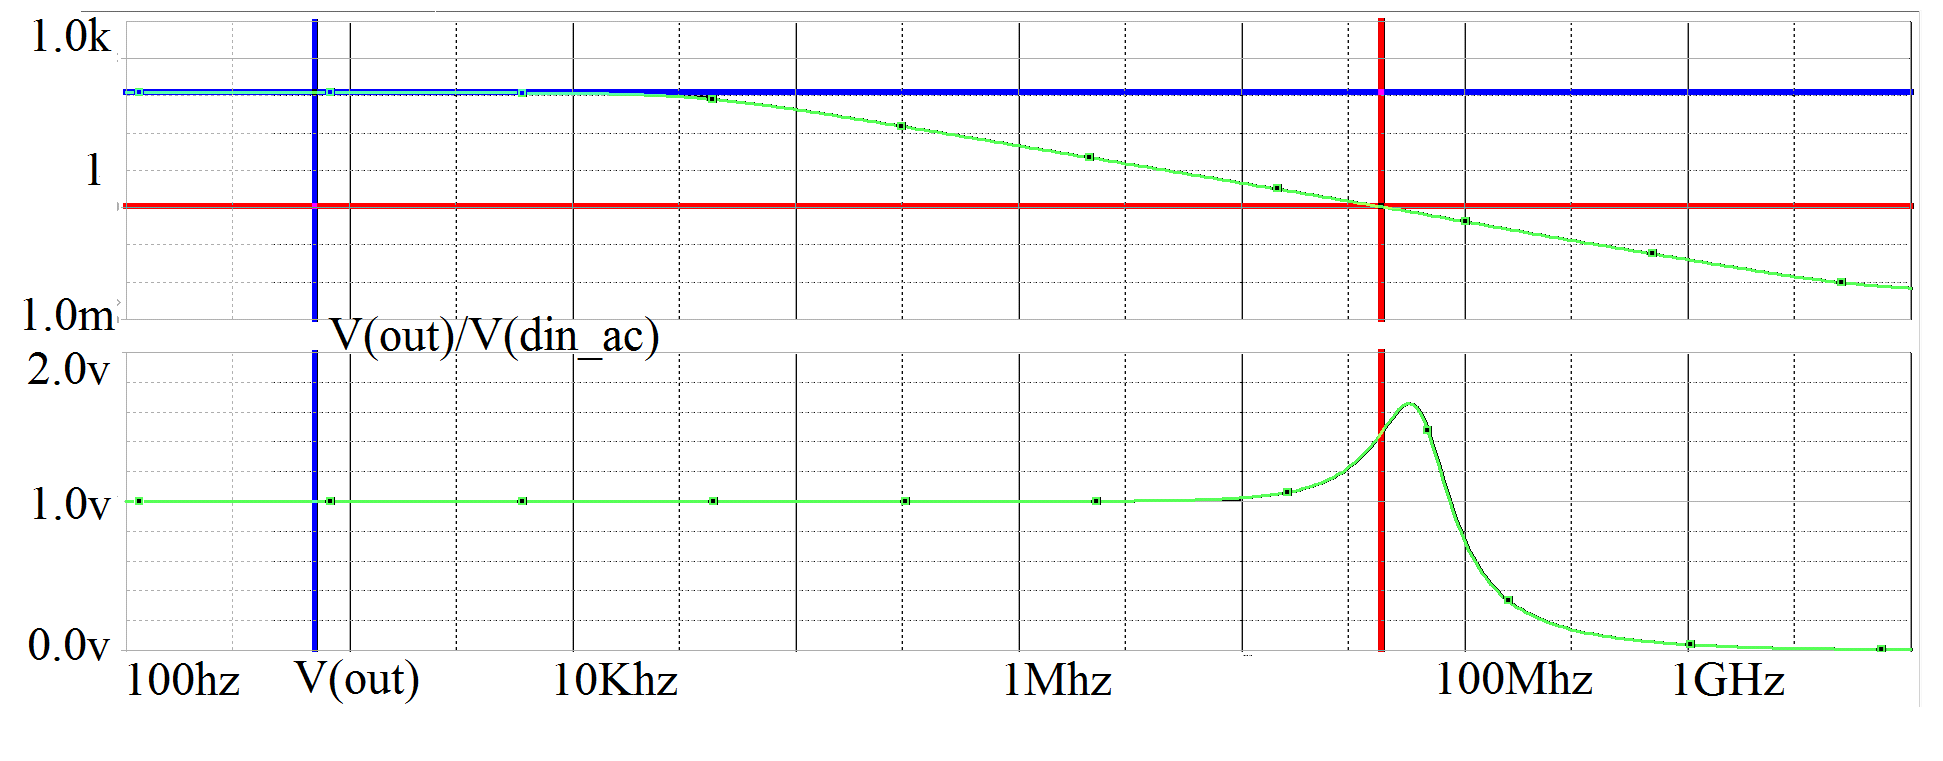 1.0k
1
1.0m
V(out)/V(din_ac)
2.0v
1.0v
0.0v
100hz V(out) 10Khz 1Mhz 100Mhz 1GHz